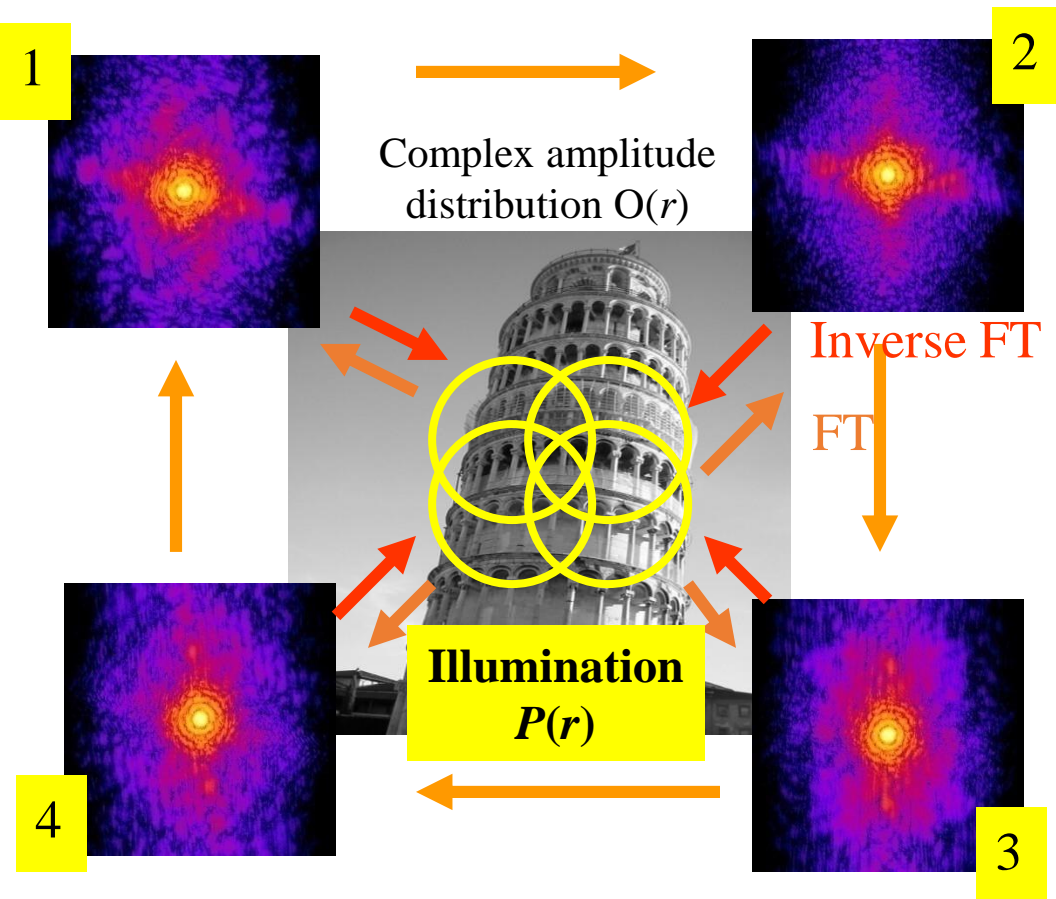 1
2
Complex amplitude
distribution O(r)
Inverse FT
FT
Illumination
P(r)
4
3